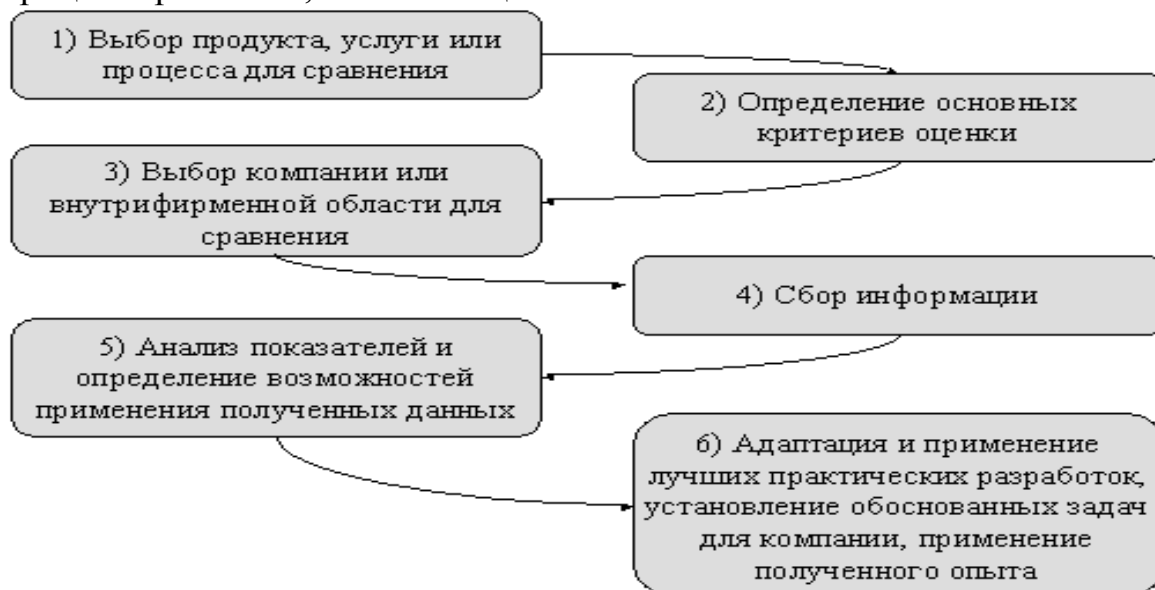 1) Выбор продукта, услуги или
процесса для сравнения
2) Определение основных
критериев оценки
3) Выбор компании или
внутрифирменной области для
сравнения
4) Сбор информации
5) Анализ показателей и
определение возможностей
применения полученных данных
6) Адаптация и применение
лучших практических разработок,
установление обоснованных задач
для компании, применение
полученного опыта